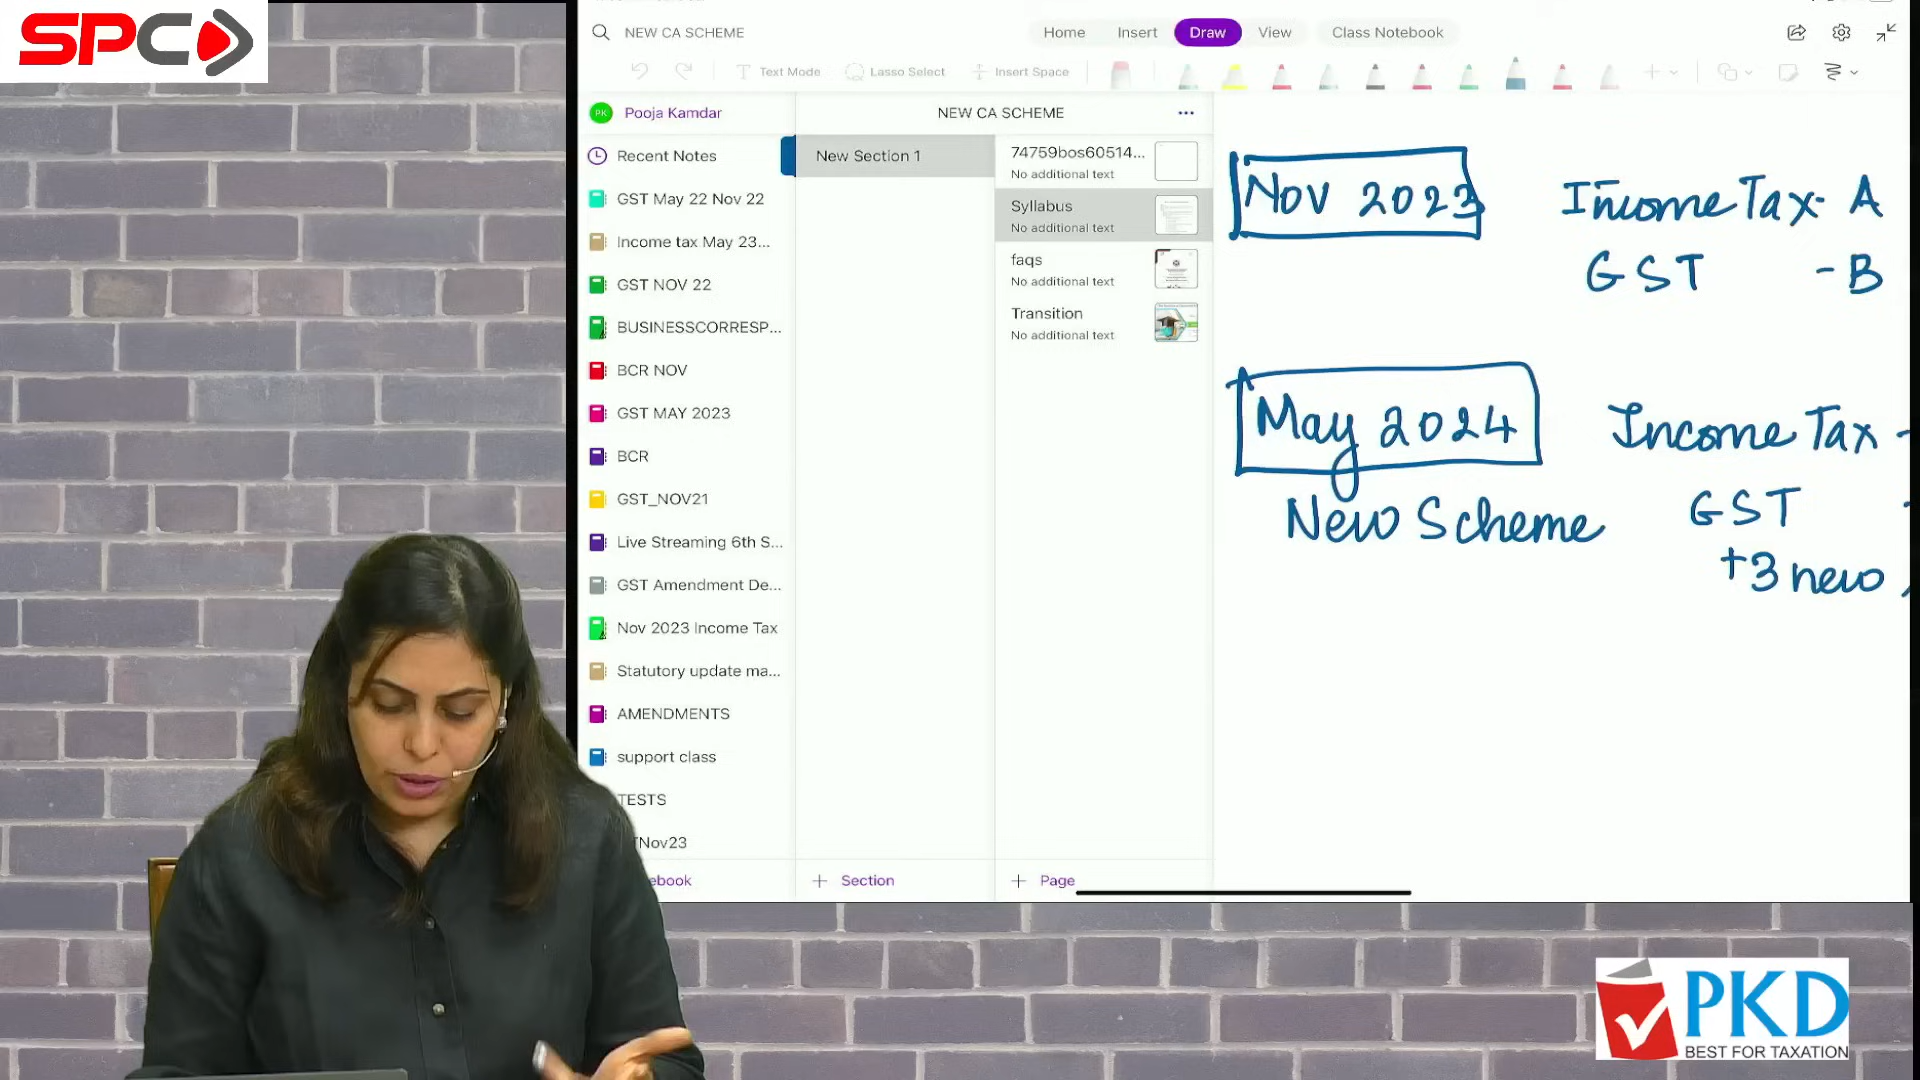 SPC
NEW CA SCHEME
Home
Insert
Draw
View
Class Notebook
Text Mode
Lasso Select
Insert Space
PK
Pooja Kamdar
NEW CA SCHEME
Recent Notes
GST May 22 Nov 22
Income tax May 23...
GST NOV 22
BUSINESSCORRESP...
BCR NOV
GST MAY 2023
BCR
GST_NOV21
Live Streaming 6th S...
GST Amendment De...
Nov 2023 Income Tax
Statutory update ma...
AMENDMENTS
support class
TESTS
Nov23
ebook
New Section 1
Section
74759bos60514...
No additional text
Syllabus
No additional text
faqs
No additional text
Transition
No additional text
Page
Nov 2023
Income Tax - A
GST - B
May 2024
New Scheme
Income Tax -
GST
+3 new
PKD
BEST FOR TAXATION